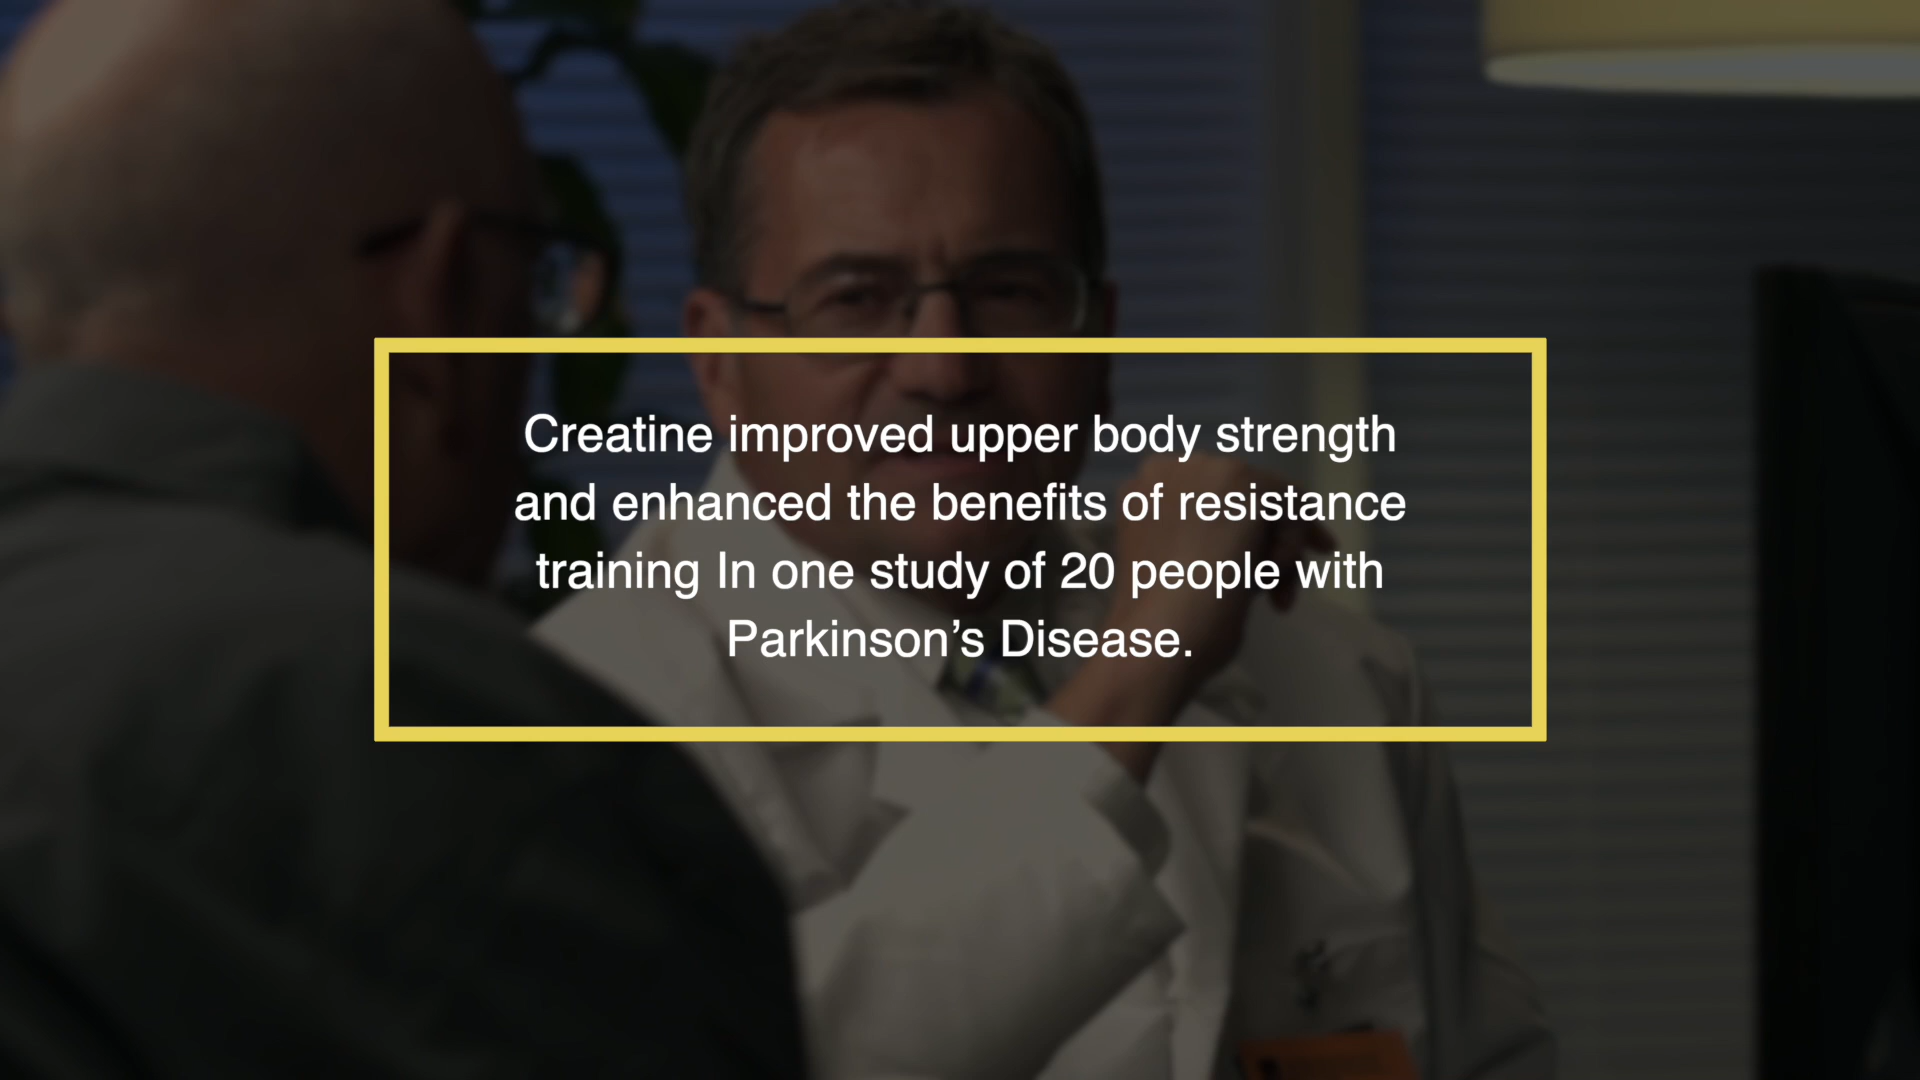 Creatine improved upper body strength
and enhanced the benefits of resistance
training In one study of 20 people with
Parkinson’s Disease.